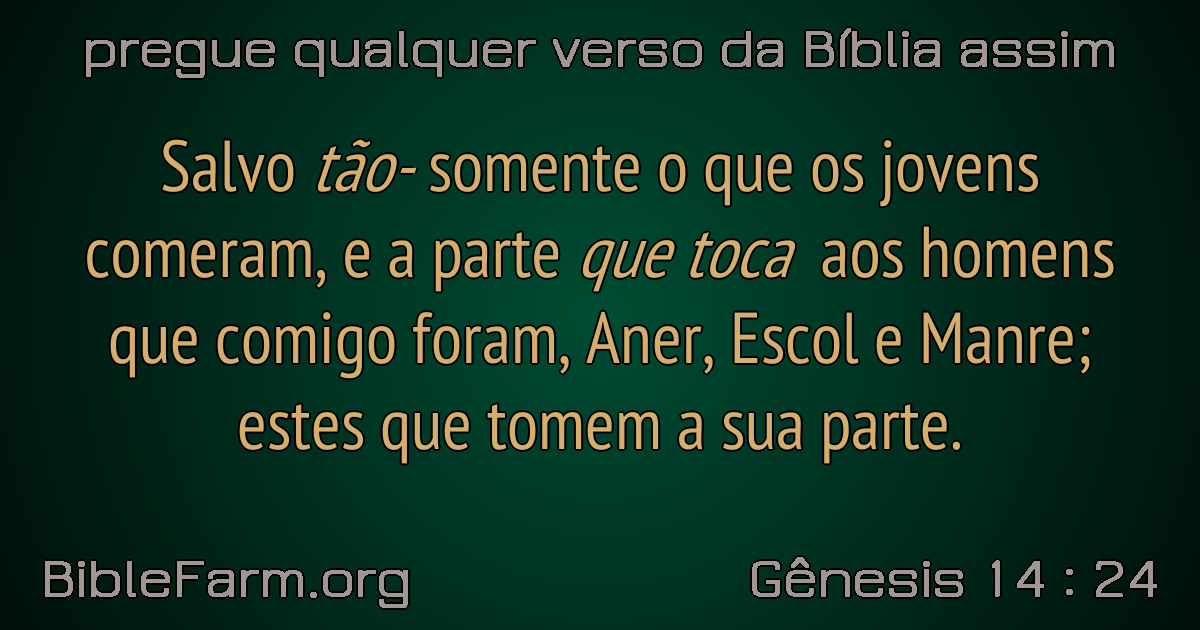 pregue qualquer verso da Bíblia assim
Salvo tão- somente o que os jovens
comeram, e a parte que toca aos homens
que comigo foram, Aner, Escol e Manre;
estes que tomem a sua parte.
BibleFarm.org
Gênesis 14 : 24